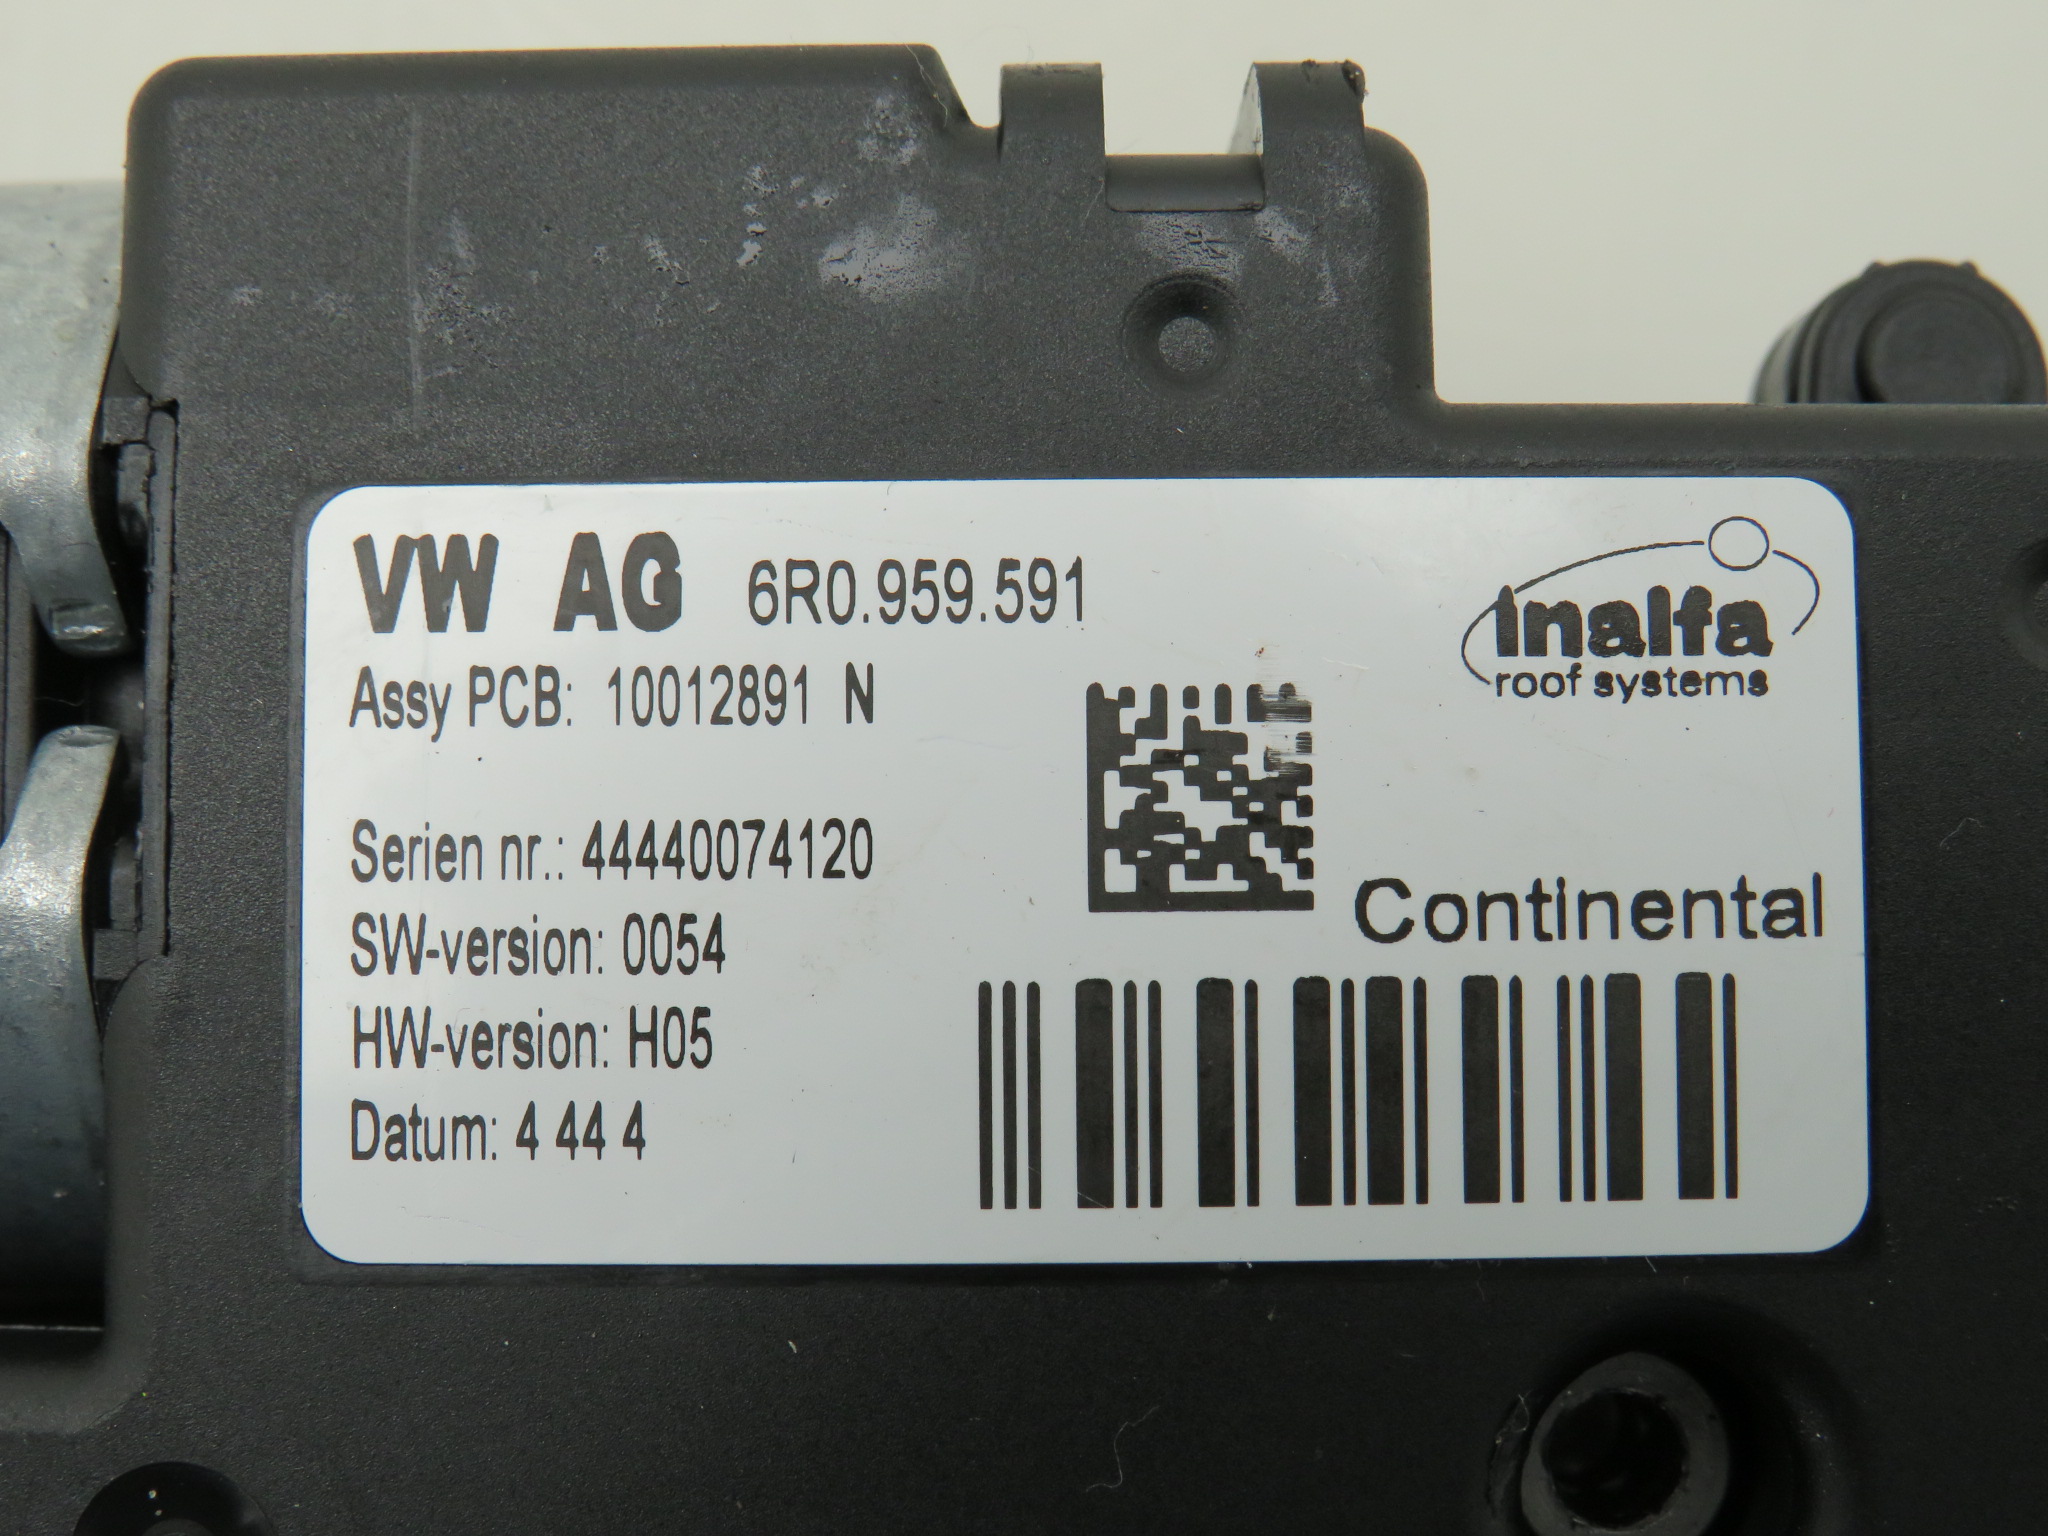 VW AG 6R0.959.591
Inalfa
roof systems
Assy PCB: 10012891 N
Serien nr.: 44440074120
Continental
SW-version: 0054
HW-version: H05
Datum: 4 44 4